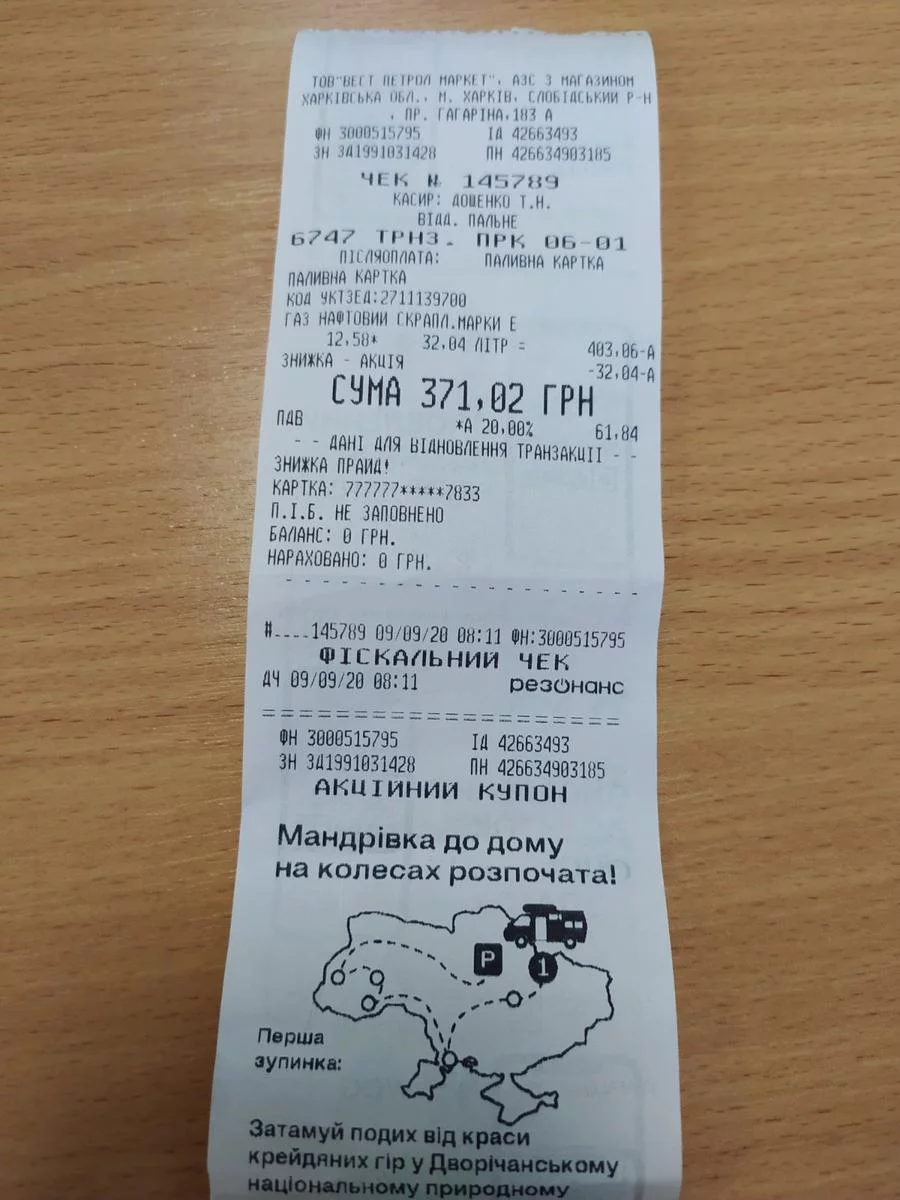 ТОВ"ВЕСТ ПЕТРОЛ МАРКЕТ", АЗС З МАГАЗИНОМ
ХАРКІВСЬКА ОБЛ., М. ХАРКІВ, СЛОБІДСЬКИЙ Р-Н
, ПР. ГАГАРІНА,183 А
ФН 3000515795 ІД 42663493
ЗН ЗД1991031428 ПН 426634903185
ЧЕК № 145789
КАСИР: ДОШЕНКО Т.Н.
ВІДД. ПАЛЬНЕ
6747 ТРНЗ. ПРК 06-01
ПІСЛЯОПЛАТА: ПАЛИВНА КАРТКА
ПАЛИВНА КАРТКА
КОД УКТЗЕД:2711139700
ГАЗ НАФТОВИЙ СКРАПЛ.МАРКИ Е
12,58* 32,04 ЛІТР = 403,06-А
ЗНИЖКА - АКЦІЯ -32,04-А
СУМА 371,02 ГРН
ПДВ *А 20,00% 61,84
- - ДАНІ ДЛЯ ВІДНОВЛЕННЯ ТРАНЗАКЦІІ - -
ЗНИЖКА ПРАЙД!
КАРТКА: 777777*****7833
П.І.Б. НЕ ЗАПОВНЕНО
БАЛАНС: 0 ГРН.
НАРАХОВАНО: 0 ГРН.
- - - - - - - - - - - - - - - - - - - -
#....145789 09/09/20 08:11 ФН:3000515795
ФІСКАЛЬНИЙ ЧЕК
ДЧ 09/09/20 08:11 резонанс
=====================
ФН 3000515795 ІД 42663493
ЗН ЗД1991031428 ПН 426634903185
АКЦІЙНИЙ КУПОН
Мандрівка до дому
на колесах розпочата!
P 1
Перша
зупинка:
Затамуй подих від краси
крейдяних гір у Дворічанському
національному природному